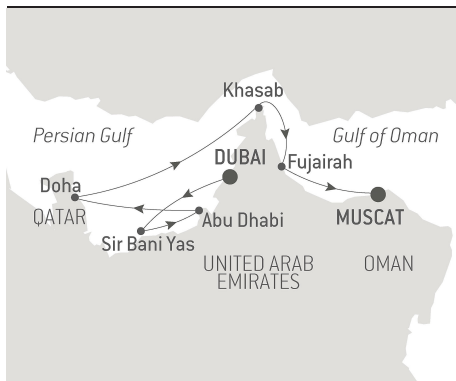 Khasab
Persian Gulf
Gulf of Oman
DUBAI
Fujairah
Doha
QATAR
Abu Dhabi
MUSCAT
Sir Bani Yas
UNITED ARAB
EMIRATES
OMAN